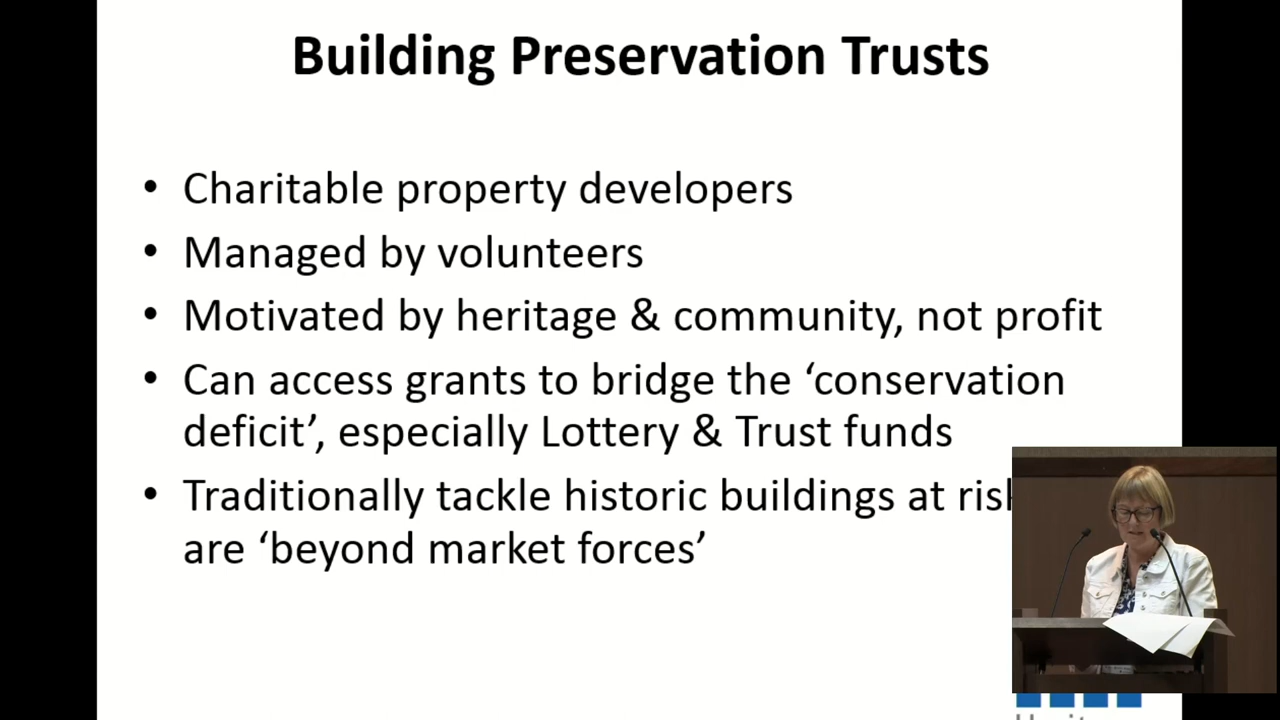 Building Preservation Trusts
• Charitable property developers
• Managed by volunteers
• Motivated by heritage & community, not profit
• Can access grants to bridge the ‘conservation
deficit’, especially Lottery & Trust funds
• Traditionally tackle historic buildings at
are ‘beyond market forces’